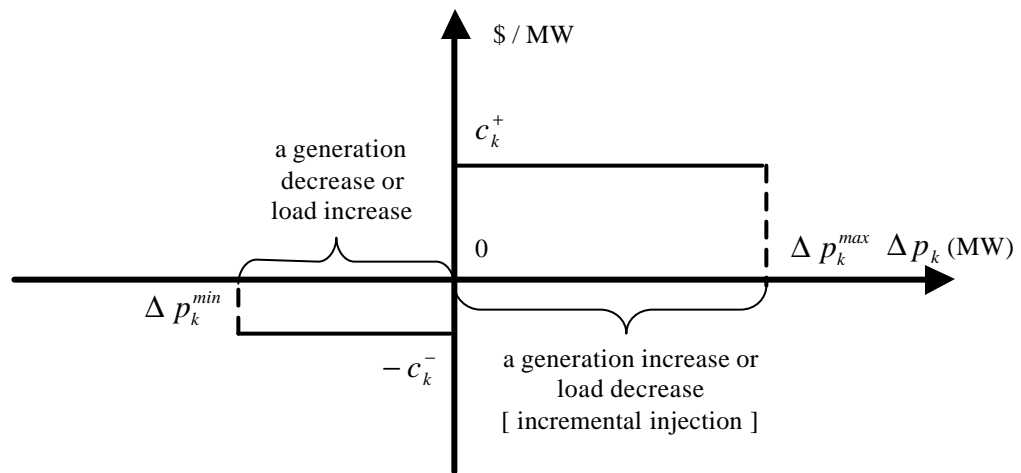 $ / MW
c_k^+
a generation
decrease or
load increase
0
Δ p_k^{max} Δ p_k (MW)
Δ p_k^{min}
− c_k^-
a generation increase or
load decrease
[ incremental injection ]